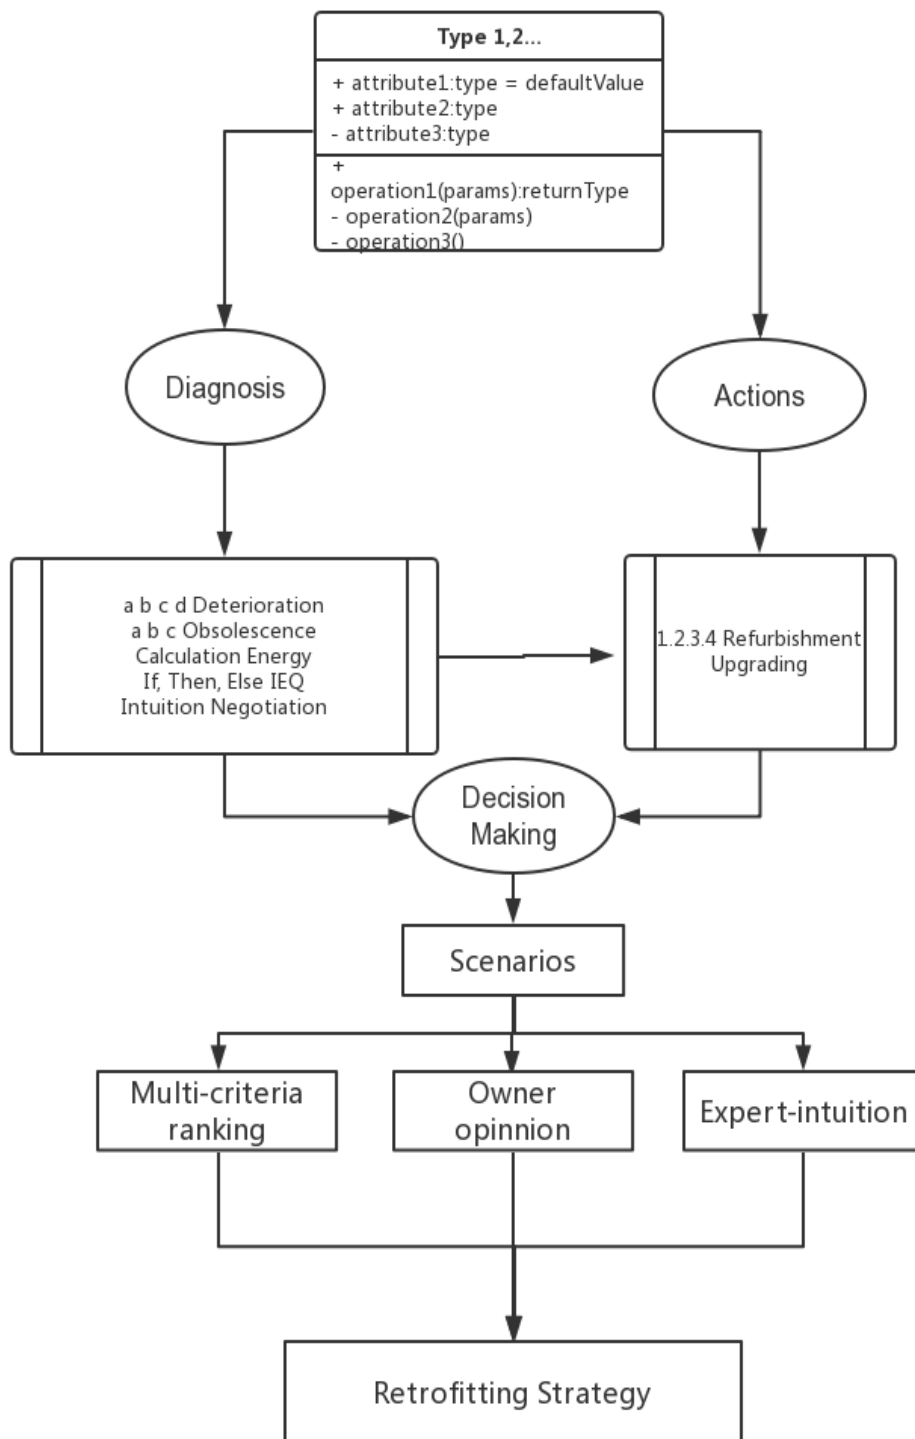 Type 1,2...
+ attribute1:type = defaultValue
+ attribute2:type
- attribute3:type
+
operation1(params):returnType
- operation2(params)
- operation3()
Diagnosis
Actions
a b c d Deterioration
a b c Obsolescence
Calculation Energy
If, Then, Else IEQ
Intuition Negotiation
1.2.3.4 Refurbishment
Upgrading
Decision
Making
Scenarios
Multi-criteria
ranking
Owner
opinnion
Expert-intuition
Retrofitting Strategy